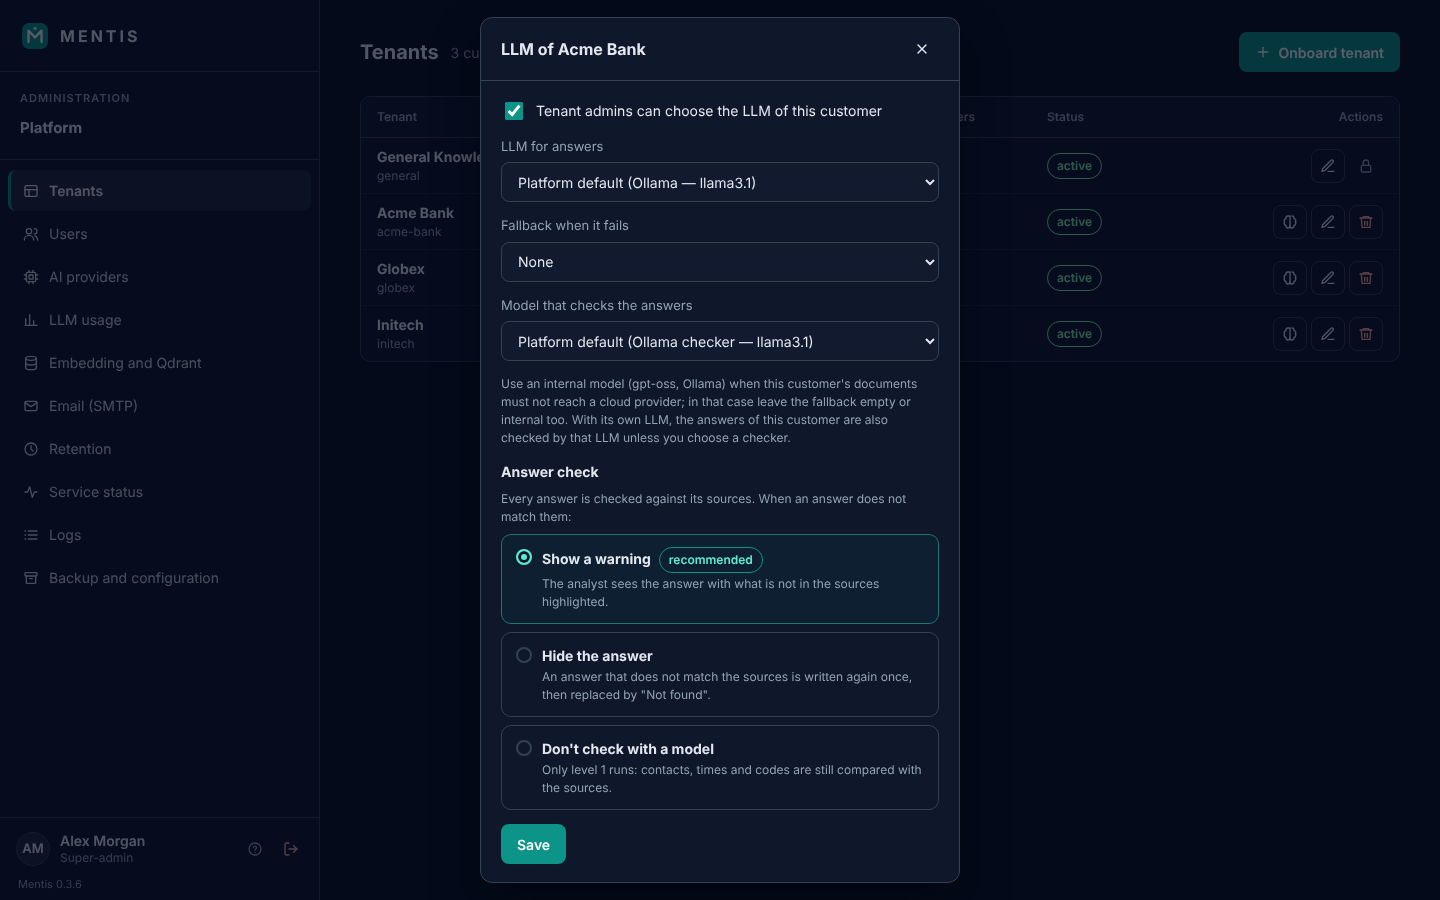 MENTIS
ADMINISTRATION
Platform
Tenants
Users
AI providers
LLM usage
Embedding and Qdrant
Email (SMTP)
Retention
Service status
Logs
Backup and configuration
AM
Alex Morgan
Super-admin
Mentis 0.3.6
Tenants 3 cu
Onboard tenant
Tenant ers Status Actions
General Knowle
general
active
Acme Bank
acme-bank
active
Globex
globex
active
Initech
initech
active
LLM of Acme Bank
Tenant admins can choose the LLM of this customer
LLM for answers
Platform default (Ollama — llama3.1)
Fallback when it fails
None
Model that checks the answers
Platform default (Ollama checker — llama3.1)
Use an internal model (gpt-oss, Ollama) when this customer's documents
must not reach a cloud provider; in that case leave the fallback empty or
internal too. With its own LLM, the answers of this customer are also
checked by that LLM unless you choose a checker.
Answer check
Every answer is checked against its sources. When an answer does not
match them:
Show a warning recommended
The analyst sees the answer with what is not in the sources
highlighted.
Hide the answer
An answer that does not match the sources is written again once,
then replaced by "Not found".
Don't check with a model
Only level 1 runs: contacts, times and codes are still compared with
the sources.
Save